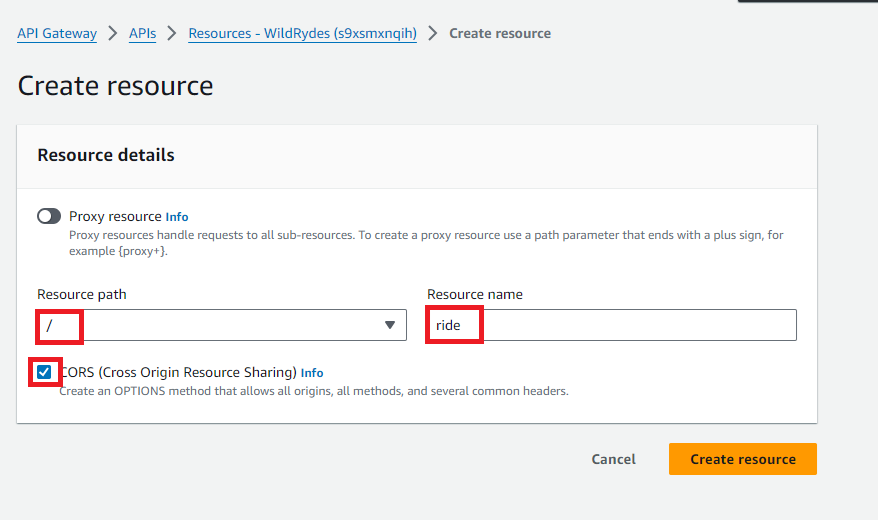 API Gateway > APIs > Resources - WildRydes (s9xsmxnqih) > Create resource
Create resource
Resource details
Proxy resource Info
Proxy resources handle requests to all sub-resources. To create a proxy resource use a path parameter that ends with a plus sign, for
example {proxy+}.
Resource path
Resource name
/
ride
CORS (Cross Origin Resource Sharing) Info
Create an OPTIONS method that allows all origins, all methods, and several common headers.
Cancel
Create resource